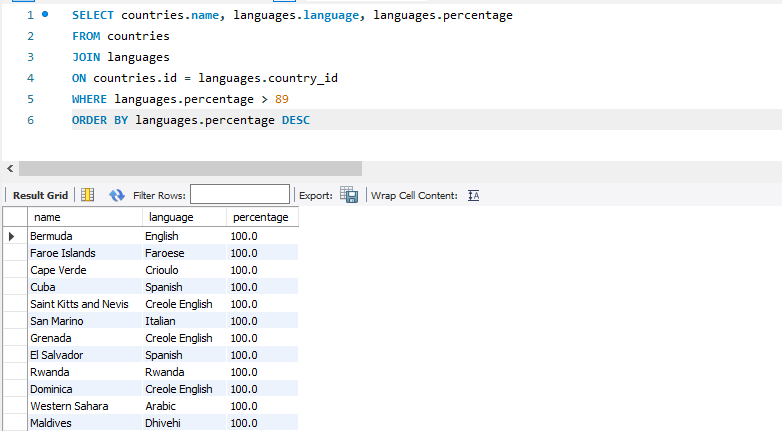 1 SELECT countries.name, languages.language, languages.percentage
2 FROM countries
3 JOIN languages
4 ON countries.id = languages.country_id
5 WHERE languages.percentage > 89
6 ORDER BY languages.percentage DESC
Result Grid Filter Rows: Export: Wrap Cell Content:
name language percentage
Bermuda English 100.0
Faroe Islands Faroese 100.0
Cape Verde Crioulo 100.0
Cuba Spanish 100.0
Saint Kitts and Nevis Creole English 100.0
San Marino Italian 100.0
Grenada Creole English 100.0
El Salvador Spanish 100.0
Rwanda Rwanda 100.0
Dominica Creole English 100.0
Western Sahara Arabic 100.0
Maldives Dhivehi 100.0